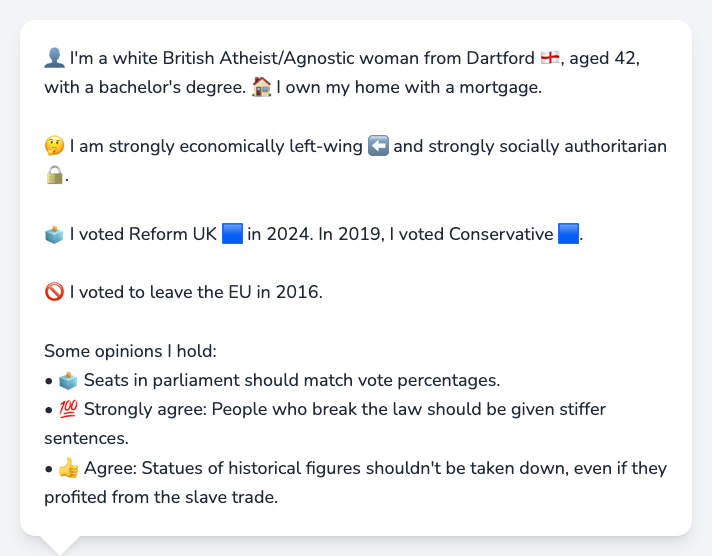 👤 I'm a white British Atheist/Agnostic woman from Dartford 🏴󠁧󠁢󠁥󠁮󠁧󠁿, aged 42,
with a bachelor's degree. 🏠 I own my home with a mortgage.
🤔 I am strongly economically left-wing ⬅️ and strongly socially authoritarian
🔒.
🗳️ I voted Reform UK 🟦 in 2024. In 2019, I voted Conservative 🟦.
🚫 I voted to leave the EU in 2016.
Some opinions I hold:
• 🗳️ Seats in parliament should match vote percentages.
• 💯 Strongly agree: People who break the law should be given stiffer
sentences.
• 👍 Agree: Statues of historical figures shouldn't be taken down, even if they
profited from the slave trade.